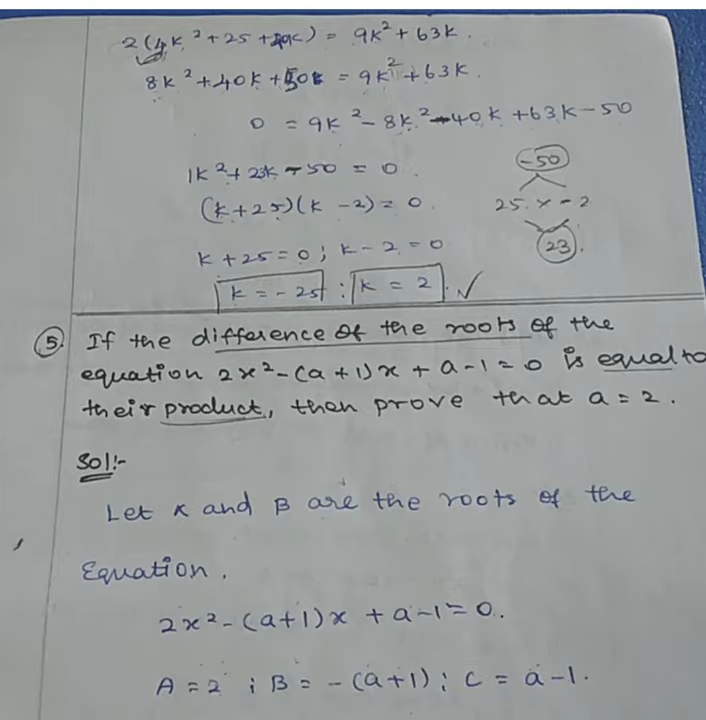 2(4k² + 25 + 20k) = 9k² + 63k.
8k² + 40k + 50 = 9k² + 63k.
0 = 9k² - 8k² - 40k + 63k - 50
1k² + 23k - 50 = 0
-50
(k + 25)(k - 2) = 0.
25 x - 2
k + 25 = 0 ; k - 2 = 0
23.
k = - 25 ; k = 2 . ✓
5. If the difference of the roots of the
equation 2x² - (a + 1)x + a - 1 = 0 is equal to
their product, then prove that a = 2.
Sol:-
Let α and β are the roots of the
Equation.
2x² - (a+1)x + a - 1 = 0.
A = 2 ; B = - (a+1) ; C = a - 1.